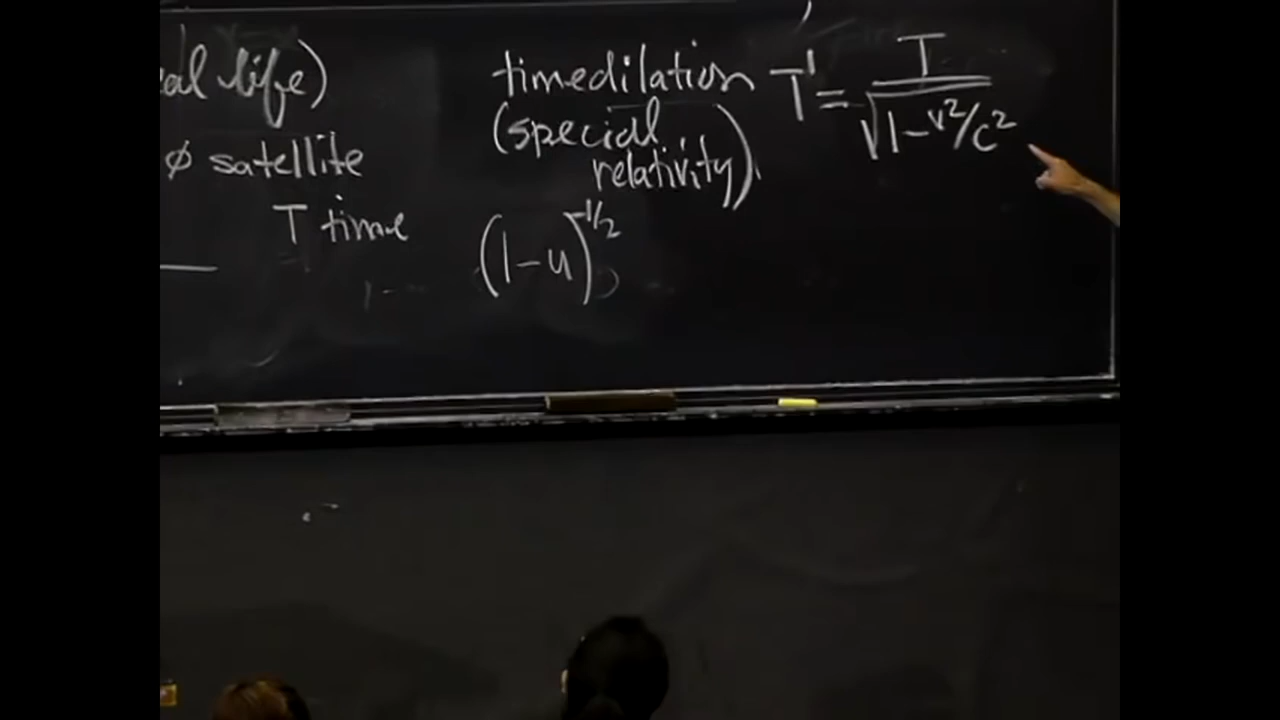 al life)
∅ satellite
T time
timedilation
(special
relativity)
T' = T/√1-v²/c²
(1-u)^-1/2